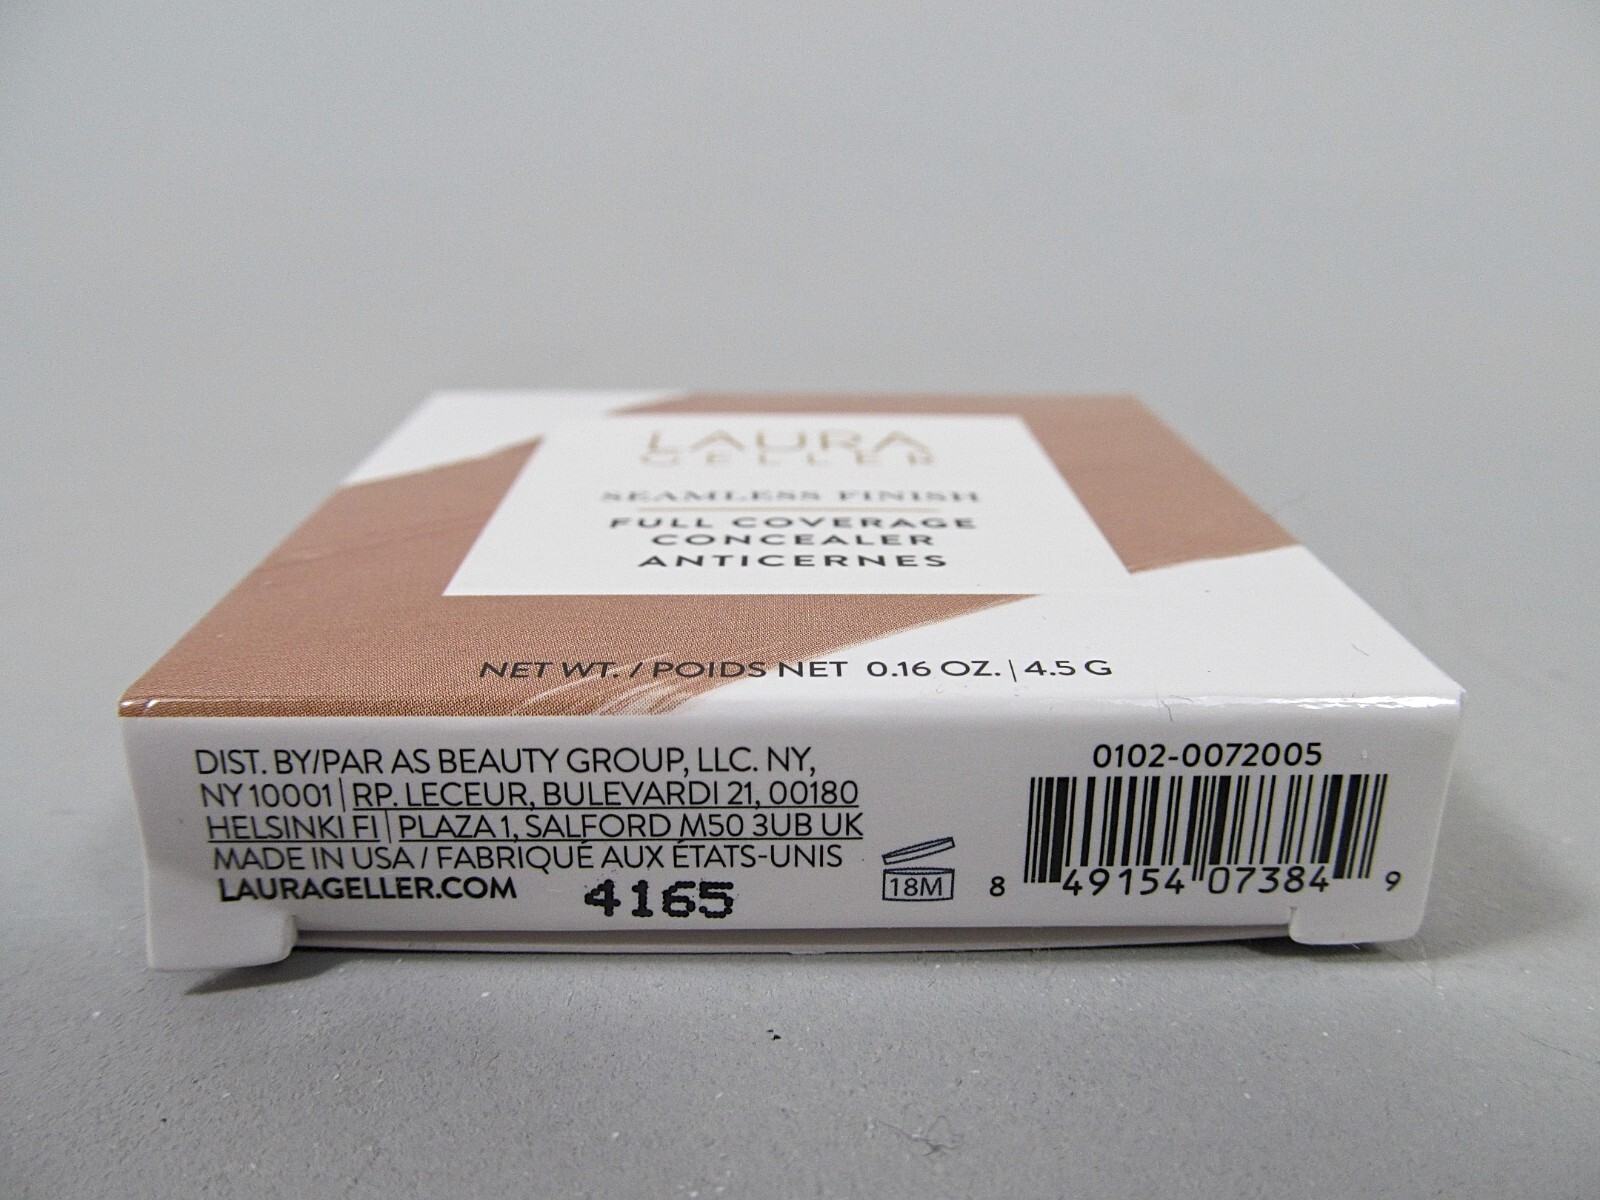 LAURA
GELLER
SEAMLESS FINISH
FULL COVERAGE
CONCEALER
ANTICERNES
NET WT. / POIDS NET 0.16 OZ. | 4.5 G
DIST. BY/PAR AS BEAUTY GROUP, LLC. NY,
NY 10001 | RP. LECEUR, BULEVARDI 21, 00180
HELSINKI FI | PLAZA 1, SALFORD M50 3UB UK
MADE IN USA / FABRIQUÉ AUX ÉTATS-UNIS
LAURAGELLER.COM
4165
18M
0102-0072005
8 49154 07384 9